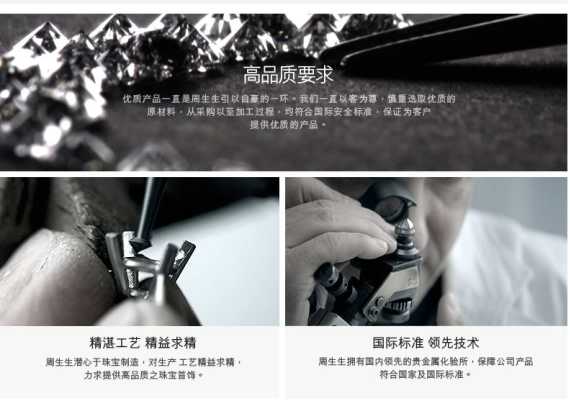 高品质要求
优质产品一直是周生生引以自豪的一环。我们一直以客为尊，慎重选取优质的
原材料，从采购以至加工过程，均符合国际安全标准，保证为客户
提供优质的产品。
精湛工艺 精益求精
周生生潜心于珠宝制造，对生产工艺精益求精，
力求提供高品质之珠宝首饰。
国际标准 领先技术
周生生拥有国内领先的贵金属化验所，保障公司产品
符合国家及国际标准。